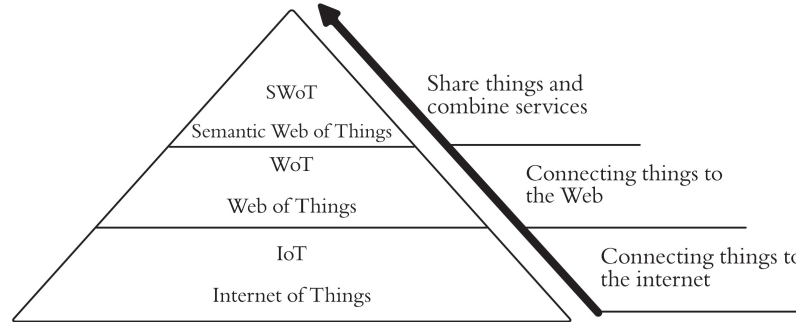 SWoT
Semantic Web of Things
WoT
Web of Things
IoT
Internet of Things
Share things and
combine services
Connecting things to
the Web
Connecting things to
the internet